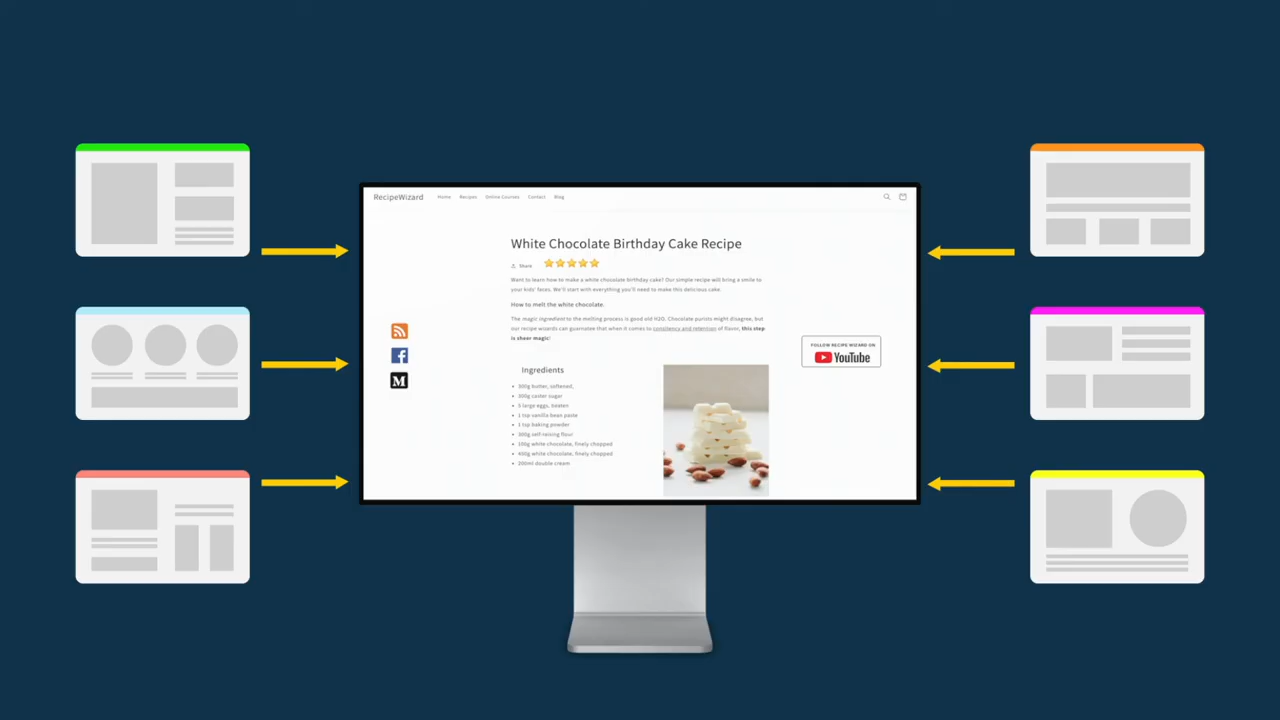 RecipeWizard
Home Recipes Online Courses Contact Blog
White Chocolate Birthday Cake Recipe
Share
Want to learn how to make a white chocolate birthday cake? Our simple recipe will bring a smile to
your kids' faces. We'll start with everything you'll need to make this delicious cake.
How to melt the white chocolate.
The magic ingredient to the melting process is good old H2O. Chocolate purists might disagree, but
our recipe wizards can guarnatee that when it comes to consitency and retention of flavor, this step
is sheer magic!
FOLLOW RECIPE WIZARD ON
YouTube
M
Ingredients
300g butter, softened,
300g caster sugar
5 large eggs, beaten
1 tsp vanilla bean paste
1 tsp baking powder
300g self-raising flour
100g white chocolate, finely chopped
400g white chocolate, finely chopped
200ml double cream